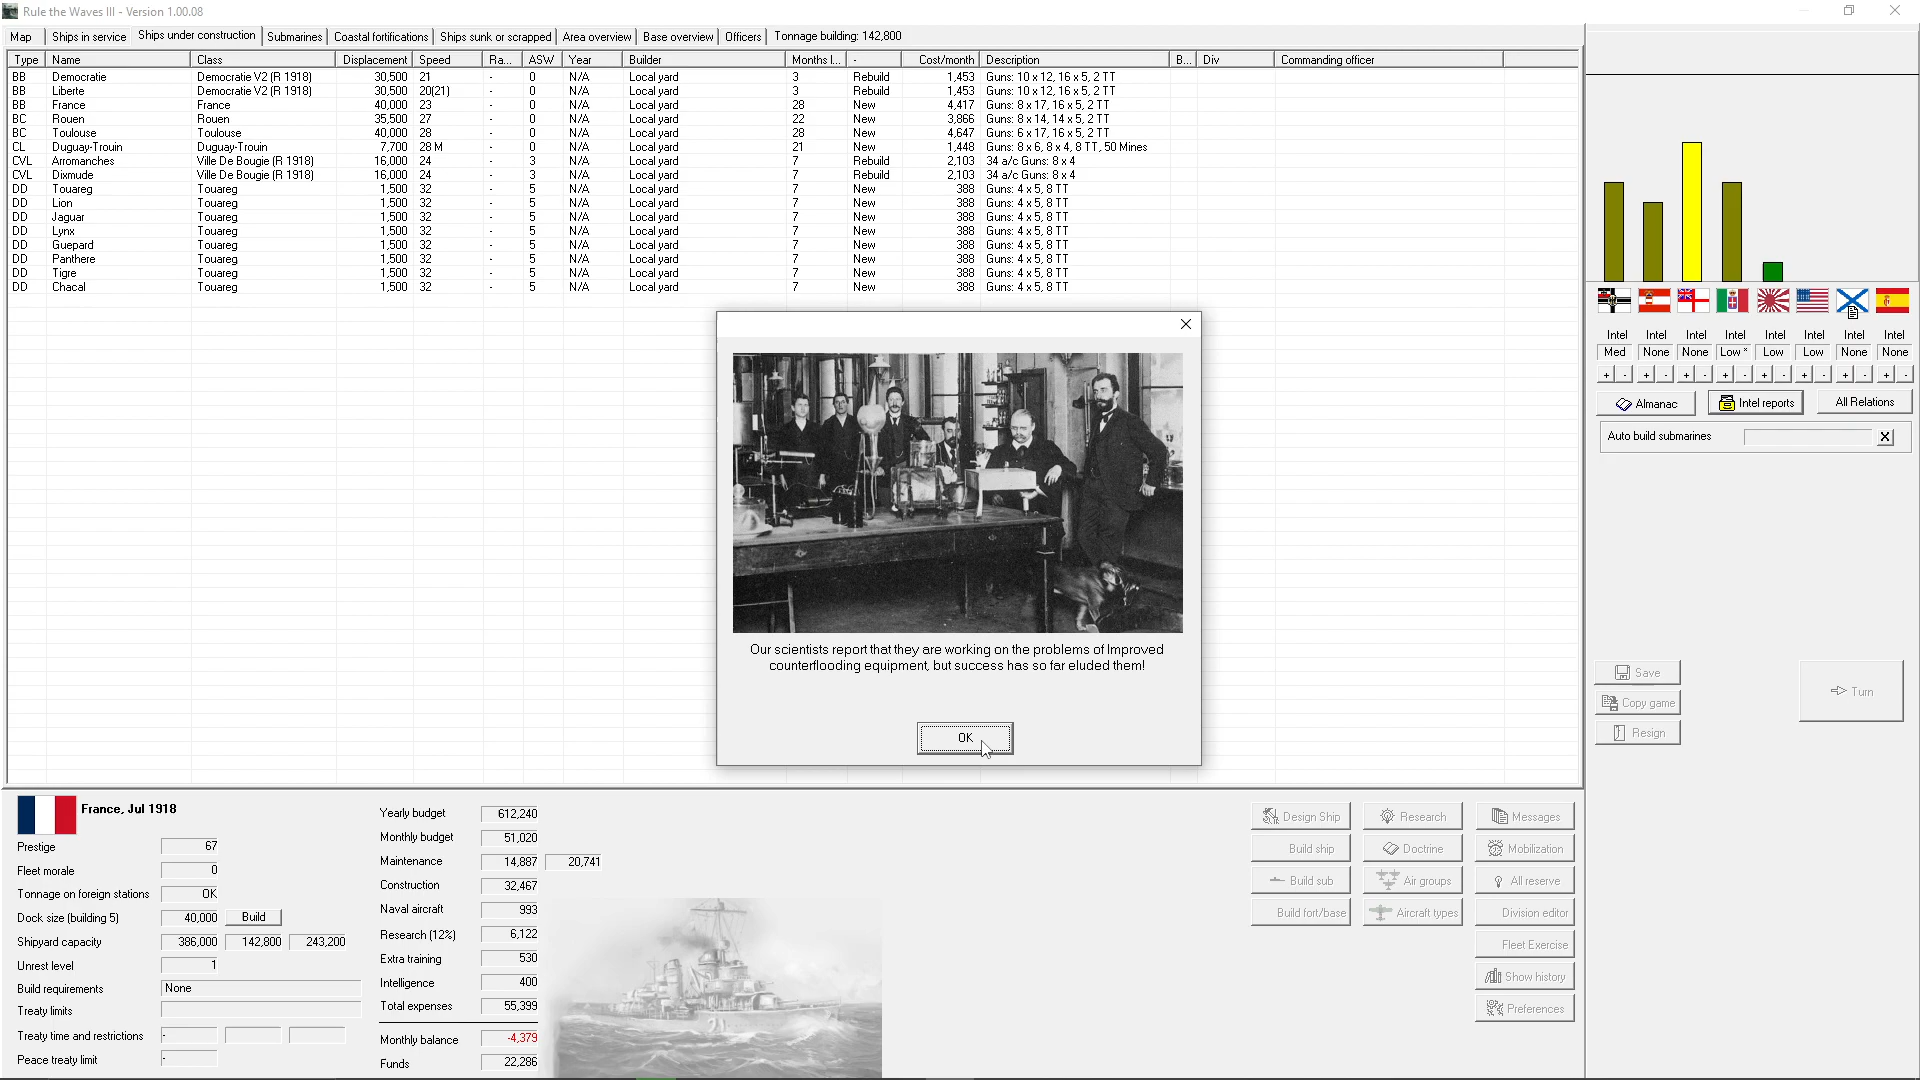 Rule the Waves III - Version 1.00.08
Map Ships in service Ships under construction Submarines Coastal fortifications Ships sunk or scrapped Area overview Base overview Officers Tonnage building: 142,800
Type Name Class Displacement Speed Ra... ASW Year Builder Months I... - Cost/month Description B... Div Commanding officer
BB Democratie Democratie V2 (R 1918) 30,500 21 - 0 N/A Local yard 3 Rebuild 1,453 Guns: 10 x 12, 16 x 5, 2 TT
BB Liberte Democratie V2 (R 1918) 30,500 20(21) - 0 N/A Local yard 3 Rebuild 1,453 Guns: 10 x 12, 16 x 5, 2 TT
BB France France 40,000 23 - 0 N/A Local yard 28 New 4,417 Guns: 8 x 17, 16 x 5, 2 TT
BC Rouen Rouen 35,500 27 - 0 N/A Local yard 22 New 3,866 Guns: 8 x 14, 14 x 5, 2 TT
BC Toulouse Toulouse 40,000 28 - 0 N/A Local yard 28 New 4,647 Guns: 6 x 17, 16 x 5, 2 TT
CL Duguay-Trouin Duguay-Trouin 7,700 28 M - 0 N/A Local yard 21 New 1,448 Guns: 8 x 6, 8 x 4, 8 TT, 50 Mines
CVL Arromanches Ville De Bougie (R 1918) 16,000 24 - 3 N/A Local yard 7 Rebuild 2,103 34 a/c Guns: 8 x 4
CVL Dixmude Ville De Bougie (R 1918) 16,000 24 - 3 N/A Local yard 7 Rebuild 2,103 34 a/c Guns: 8 x 4
DD Touareg Touareg 1,500 32 - 5 N/A Local yard 7 New 388 Guns: 4 x 5, 8 TT
DD Lion Touareg 1,500 32 - 5 N/A Local yard 7 New 388 Guns: 4 x 5, 8 TT
DD Jaguar Touareg 1,500 32 - 5 N/A Local yard 7 New 388 Guns: 4 x 5, 8 TT
DD Lynx Touareg 1,500 32 - 5 N/A Local yard 7 New 388 Guns: 4 x 5, 8 TT
DD Guepard Touareg 1,500 32 - 5 N/A Local yard 7 New 388 Guns: 4 x 5, 8 TT
DD Panthere Touareg 1,500 32 - 5 N/A Local yard 7 New 388 Guns: 4 x 5, 8 TT
DD Tigre Touareg 1,500 32 - 5 N/A Local yard 7 New 388 Guns: 4 x 5, 8 TT
DD Chacal Touareg 1,500 32 - 5 N/A Local yard 7 New 388 Guns: 4 x 5, 8 TT
Our scientists report that they are working on the problems of Improved
counterflooding equipment, but success has so far eluded them!
OK
Intel Intel Intel Intel Intel Intel Intel Intel
Med None None Low * Low Low None None
+ - + - + - + - + - + - + - + -
Almanac Intel reports All Relations
Auto build submarines X
Save
Copy game
Resign
Turn
France, Jul 1918
Prestige 67
Fleet morale 0
Tonnage on foreign stations OK
Dock size (building 5) 40,000 Build
Shipyard capacity 386,000 142,800 243,200
Unrest level 1
Build requirements None
Treaty limits
Treaty time and restrictions -
Peace treaty limit -
Yearly budget 612,240
Monthly budget 51,020
Maintenance 14,887 20,741
Construction 32,467
Naval aircraft 993
Research (12%) 6,122
Extra training 530
Intelligence 400
Total expenses 55,399
Monthly balance -4,379
Funds 22,286
Design Ship Research Messages
Build ship Doctrine Mobilization
Build sub Air groups All reserve
Build fort/base Aircraft types Division editor
Fleet Exercise
Show history
Preferences